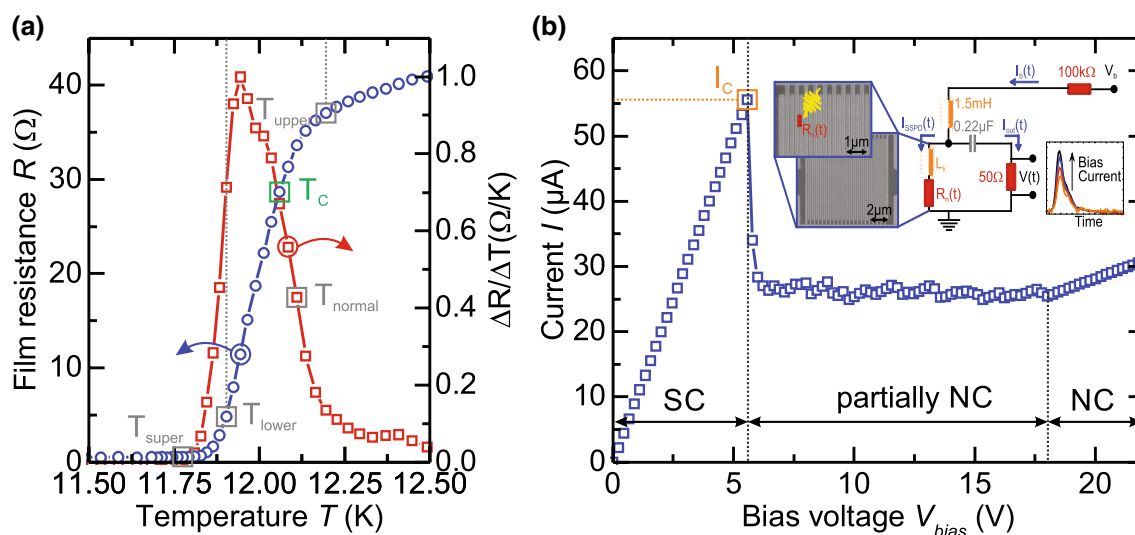 (a)
Film resistance R (Ω)
40
30
20
10
0
T_upper
T_C
T_normal
T_lower
T_super
1.0
0.8
0.6
0.4
0.2
0.0
ΔR/ΔT(Ω/K)
11.50 11.75 12.00 12.25 12.50
Temperature T (K)
(b)
Current I (µA)
60
50
40
30
20
10
0
I_C
I_b(t)
100kΩ
V_b
1.5mH
0.22µF
I_SSPD(t)
I_out(t)
R_n(t)
1µm
2µm
L_k
R_n(t)
50Ω
V(t)
Bias
Current
Time
SC
partially NC
NC
0 5 10 15 20
Bias voltage V_bias (V)